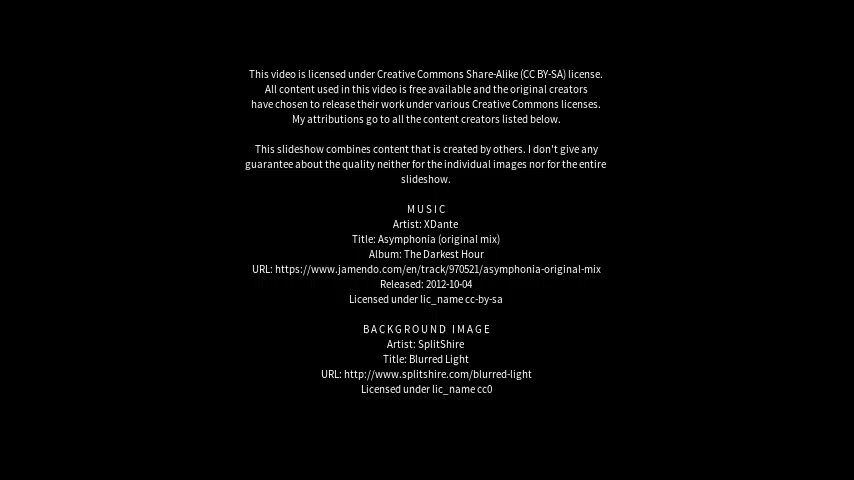 This video is licensed under Creative Commons Share-Alike (CC BY-SA) license.
All content used in this video is free available and the original creators
have chosen to release their work under various Creative Commons licenses.
My attributions go to all the content creators listed below.
This slideshow combines content that is created by others. I don't give any
guarantee about the quality neither for the individual images nor for the entire
slideshow.
MUSIC
Artist: XDante
Title: Asymphonia (original mix)
Album: The Darkest Hour
URL: https://www.jamendo.com/en/track/970521/asymphonia-original-mix
Released: 2012-10-04
Licensed under lic_name cc-by-sa
BACKGROUND IMAGE
Artist: SplitShire
Title: Blurred Light
URL: http://www.splitshire.com/blurred-light
Licensed under lic_name cc0